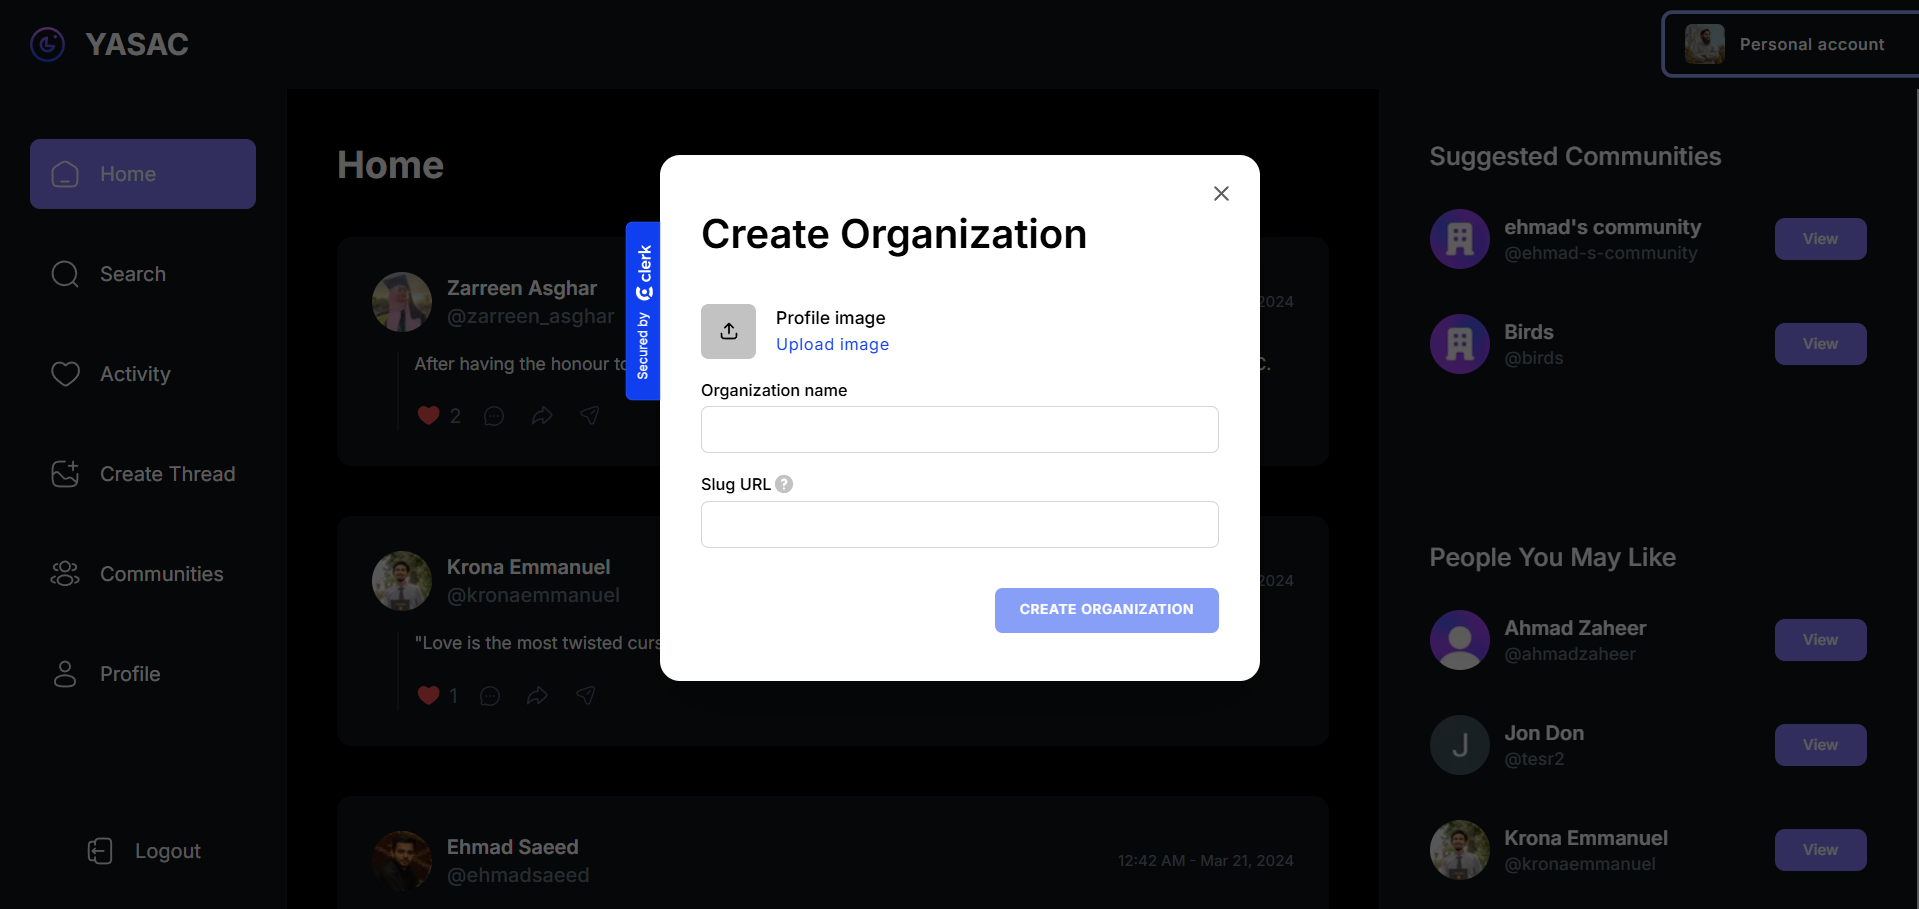 YASAC
Personal account
Home
Search
Activity
Create Thread
Communities
Profile
Logout
Home
Zarreen Asghar
@zarreen_asghar
2024
After having the honour to
C.
2
Krona Emmanuel
@kronaemmanuel
2024
"Love is the most twisted curs
1
Ehmad Saeed
@ehmadsaeed
12:42 AM - Mar 21, 2024
Secured by clerk
Create Organization
Profile image
Upload image
Organization name
Slug URL ?
CREATE ORGANIZATION
Suggested Communities
ehmad's community
@ehmad-s-community
View
Birds
@birds
View
People You May Like
Ahmad Zaheer
@ahmadzaheer
View
J
Jon Don
@tesr2
View
Krona Emmanuel
@kronaemmanuel
View